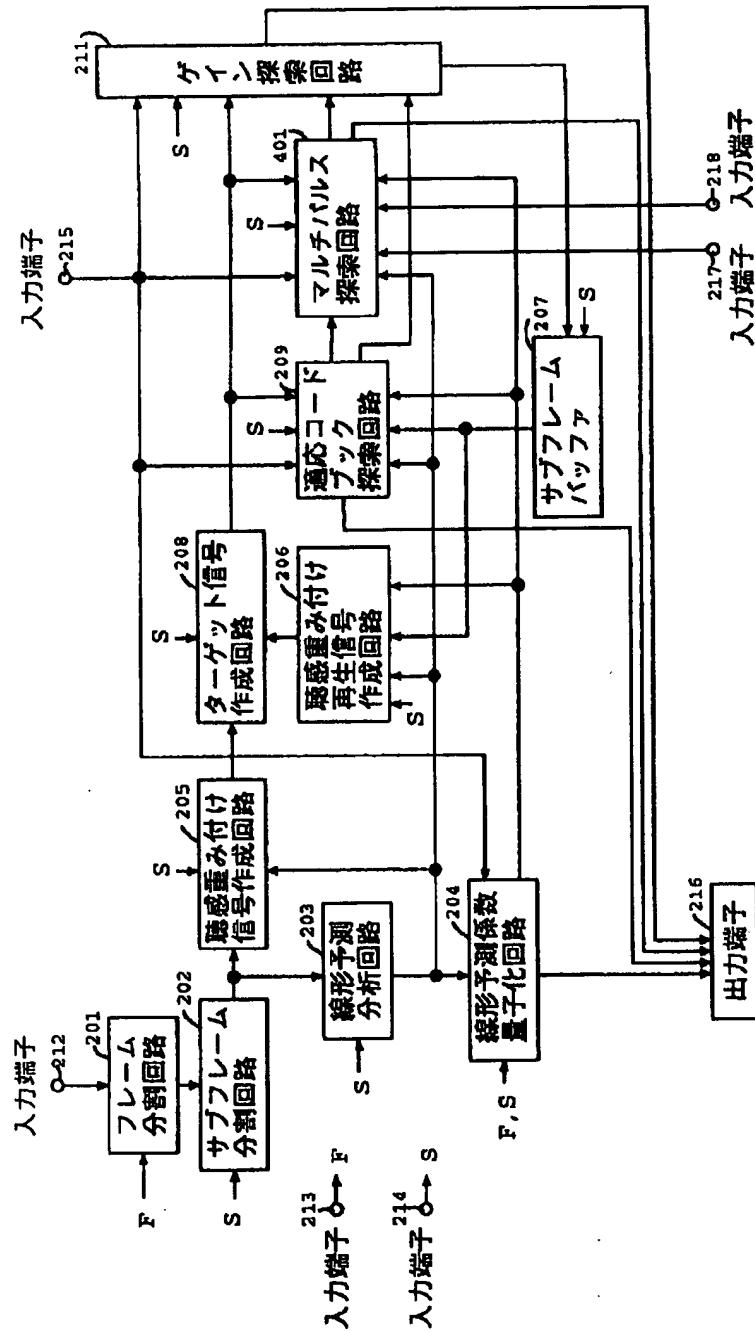 入力端子
212
201
フレーム
分割回路
F
202
サブフレーム
分割回路
S
入力端子
213
F
入力端子
214
S
203
線形予測
分析回路
S
204
線形予測係数
量子化回路
F, S
205
聴感重み付け
信号作成回路
S
208
ターゲット信号
作成回路
S
206
聴感重み付け
再生信号
作成回路
S
入力端子
215
209
適応コード
ブック
探索回路
S
207
サブフレーム
バッファ
S
401
マルチパルス
探索回路
S
211
ゲイン探索回路
S
217
入力端子
218
入力端子
216
出力端子